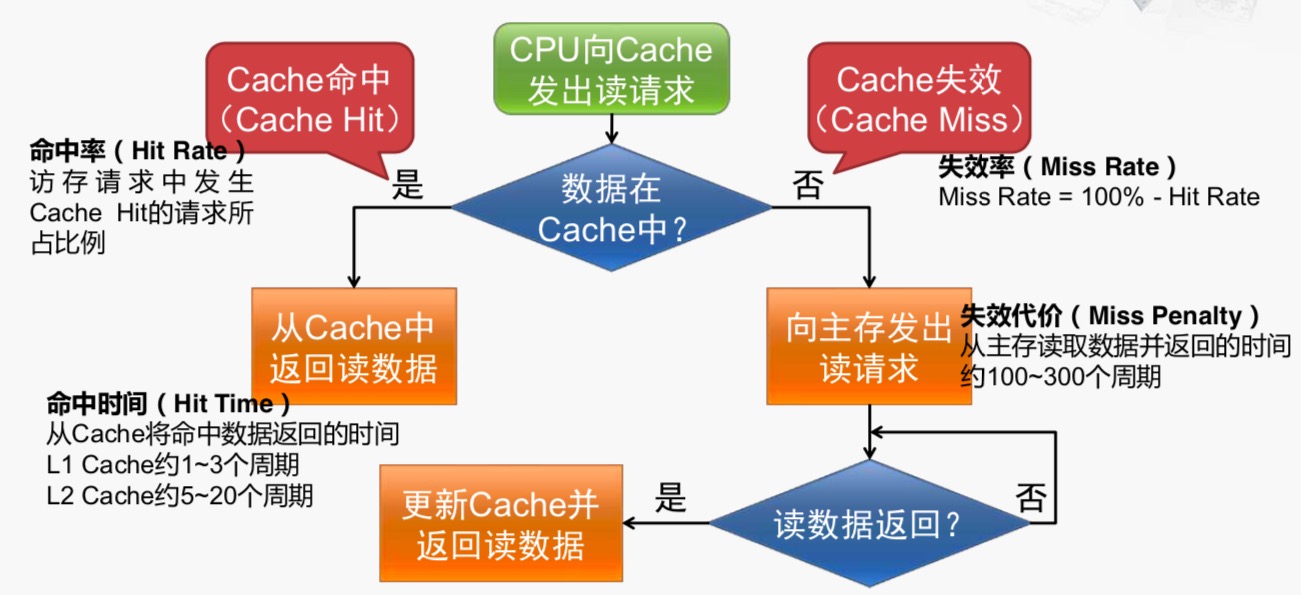 CPU向Cache
发出读请求
Cache命中
（Cache Hit）
Cache失效
（Cache Miss）
命中率（Hit Rate）
访存请求中发生
Cache Hit的请求所
占比例
是
数据在
Cache中？
否
失效率（Miss Rate）
Miss Rate = 100% - Hit Rate
从Cache中
返回读数据
向主存发出
读请求
失效代价（Miss Penalty）
从主存读取数据并返回的时间
约100~300个周期
命中时间（Hit Time）
从Cache将命中数据返回的时间
L1 Cache约1~3个周期
L2 Cache约5~20个周期
更新Cache并
返回读数据
是
读数据返回？
否